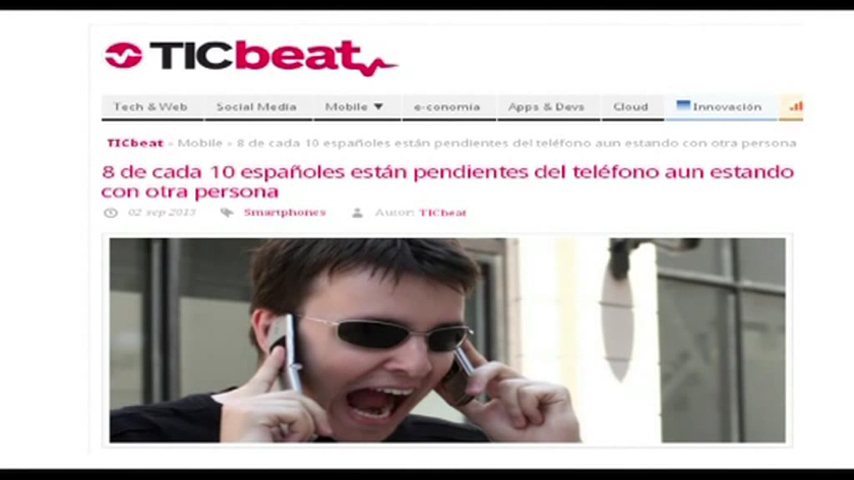 TICbeat
Tech & Web Social Media Mobile ▼ e-conomía Apps & Devs Cloud Innovación
TICbeat » Mobile » 8 de cada 10 españoles están pendientes del teléfono aun estando con otra persona
8 de cada 10 españoles están pendientes del teléfono aun estando
con otra persona
02 sep 2013 Smartphones Autor: TICbeat